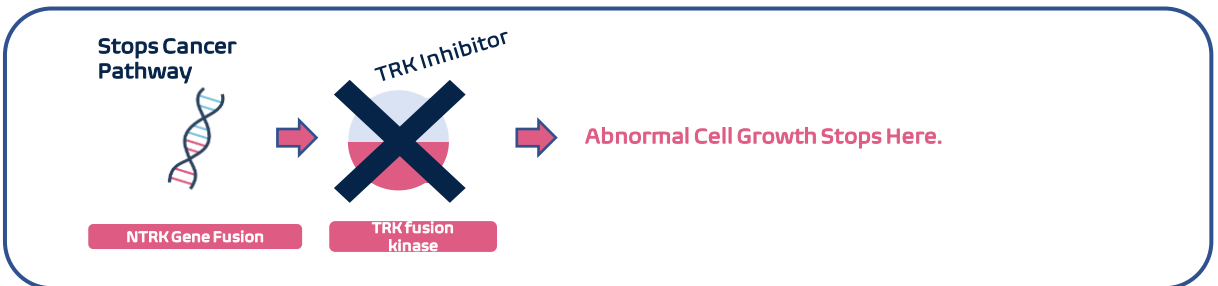 Stops Cancer
Pathway
TRK Inhibitor
Abnormal Cell Growth Stops Here.
NTRK Gene Fusion
TRK fusion
kinase